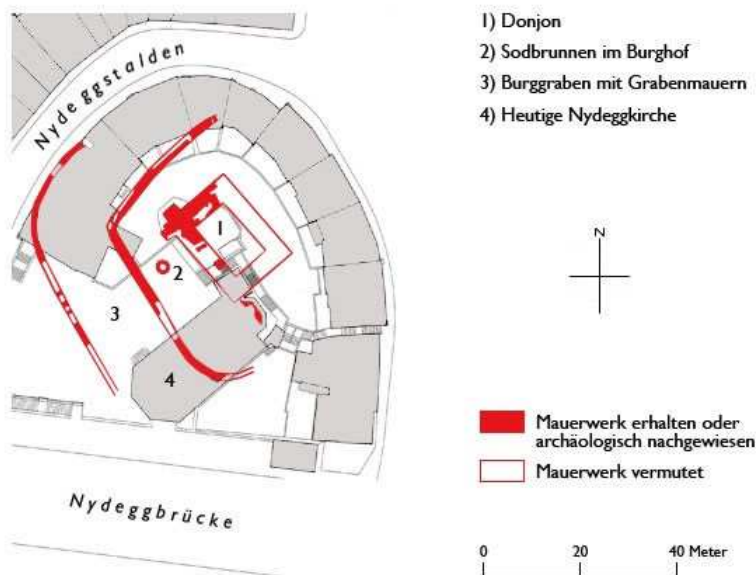 Nydeggstalden
1
2
3
4
Nydeggbrücke
1) Donjon
2) Sodbrunnen im Burghof
3) Burggraben mit Grabenmauern
4) Heutige Nydeggkirche
N
Mauerwerk erhalten oder
archäologisch nachgewiesen
Mauerwerk vermutet
0 20 40 Meter